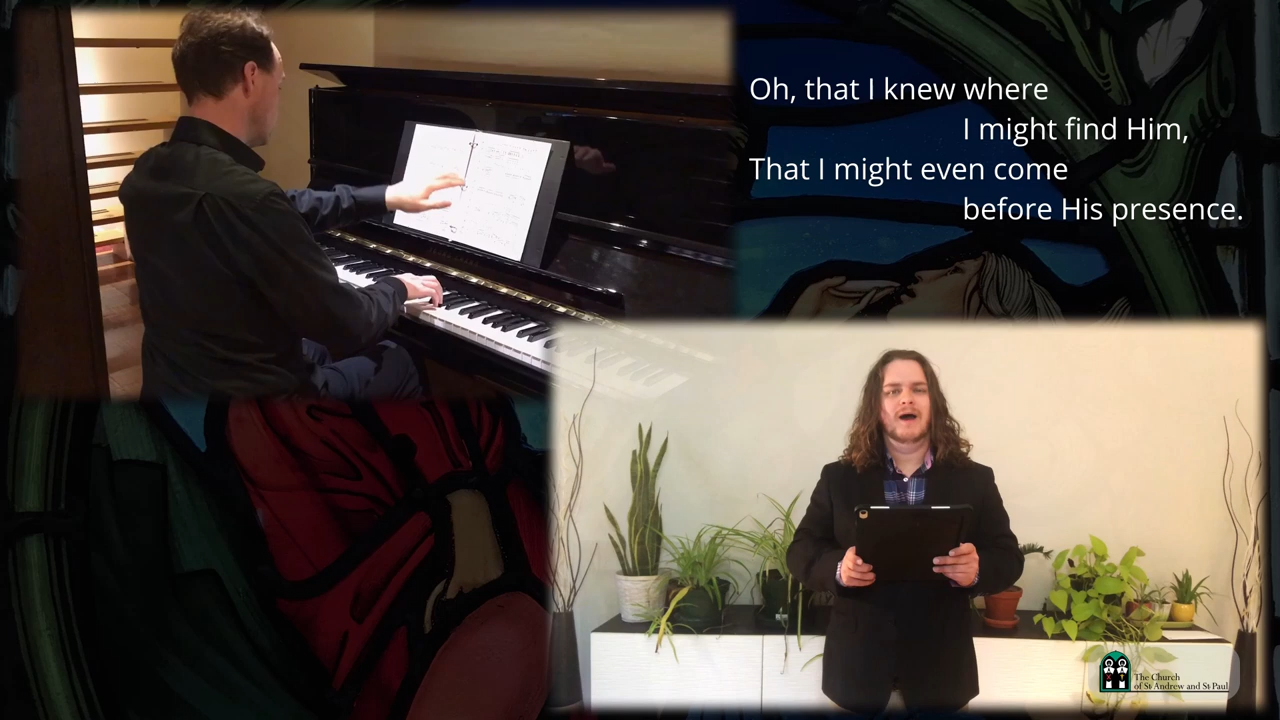 Oh, that I knew where
I might find Him,
That I might even come
before His presence.
The Church
of St Andrew and St Paul